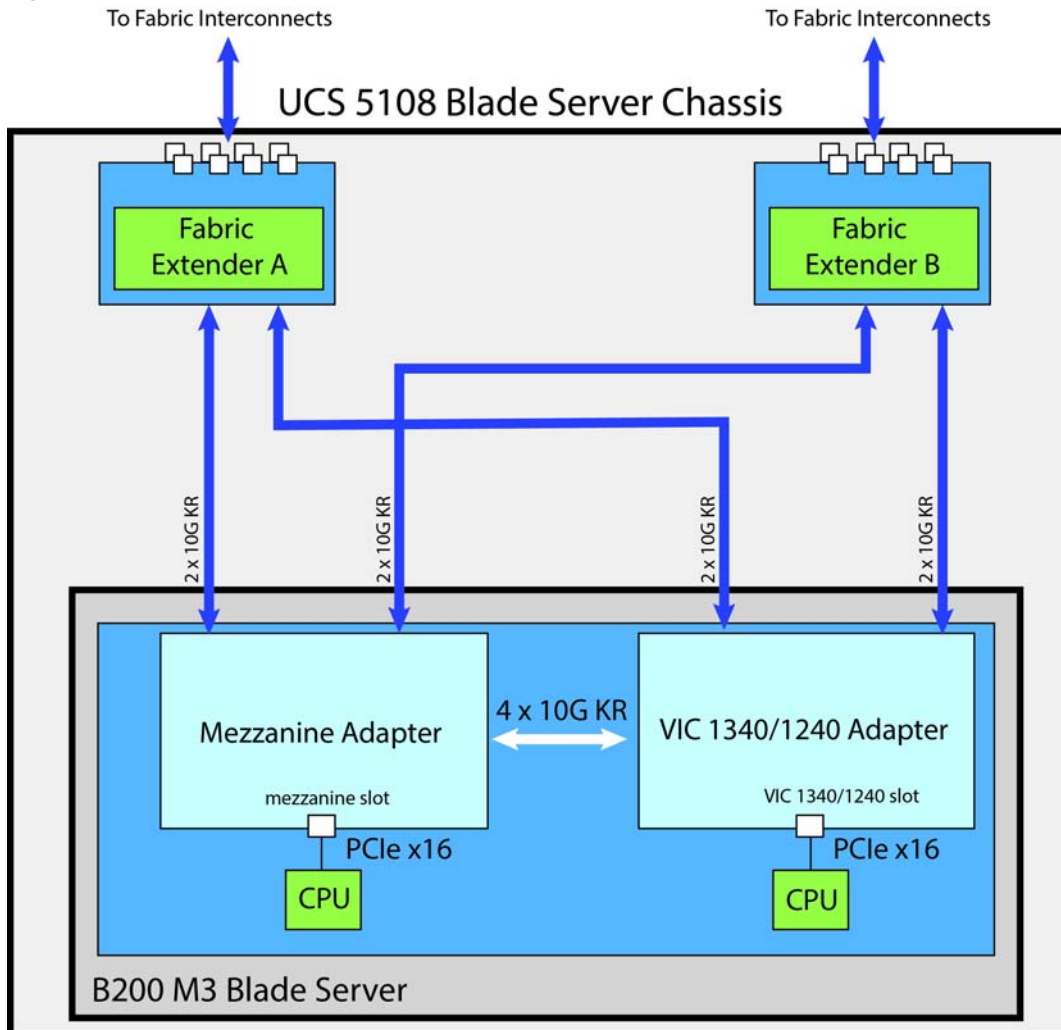 To Fabric Interconnects
To Fabric Interconnects
UCS 5108 Blade Server Chassis
Fabric
Extender A
Fabric
Extender B
2 x 10G KR
2 x 10G KR
2 x 10G KR
2 x 10G KR
Mezzanine Adapter
4 x 10G KR
VIC 1340/1240 Adapter
mezzanine slot
VIC 1340/1240 slot
PCIe x16
PCIe x16
CPU
CPU
B200 M3 Blade Server